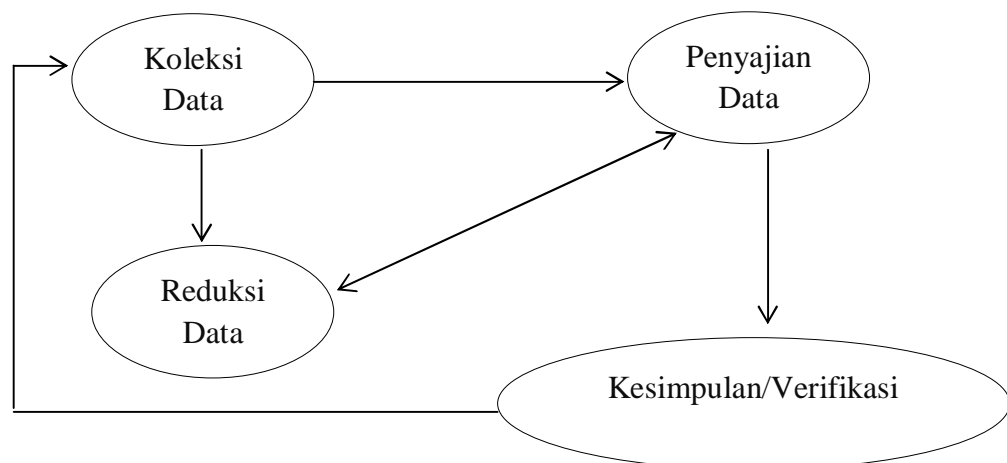 Koleksi
Data
Penyajian
Data
Reduksi
Data
Kesimpulan/Verifikasi